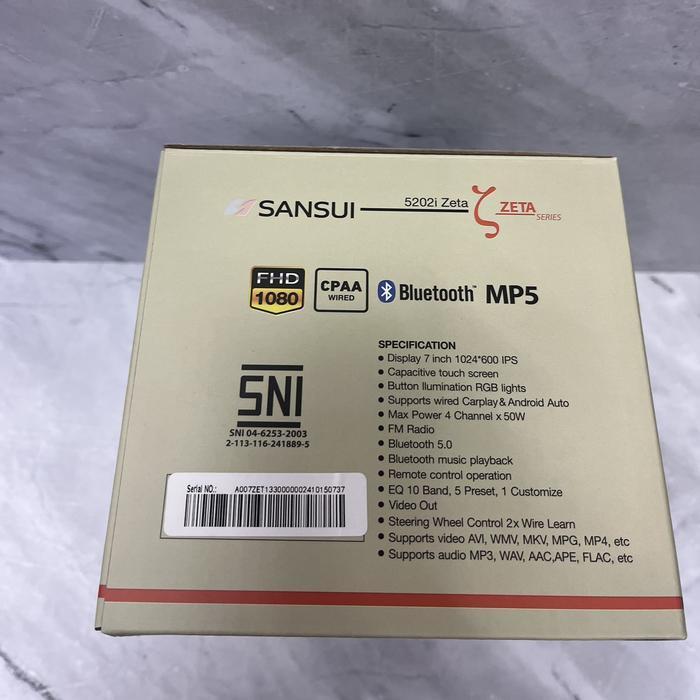 SANSUI 5202i Zeta ζ ZETA SERIES
FHD 1080 CPAA WIRED Bluetooth™ MP5
SPECIFICATION
• Display 7 inch 1024*600 IPS
• Capacitive touch screen
• Button Ilumination RGB lights
• Supports wired Carplay & Android Auto
• Max Power 4 Channel x 50W
• FM Radio
• Bluetooth 5.0
• Bluetooth music playback
• Remote control operation
• EQ 10 Band, 5 Preset, 1 Customize
• Video Out
• Steering Wheel Control 2x Wire Learn
• Supports video AVI, WMV, MKV, MPG, MP4, etc
• Supports audio MP3, WAV, AAC,APE, FLAC, etc
SNI
SNI 04-6253-2003
2-113-116-241889-5
Serial NO.: A007ZET1330000002410150737